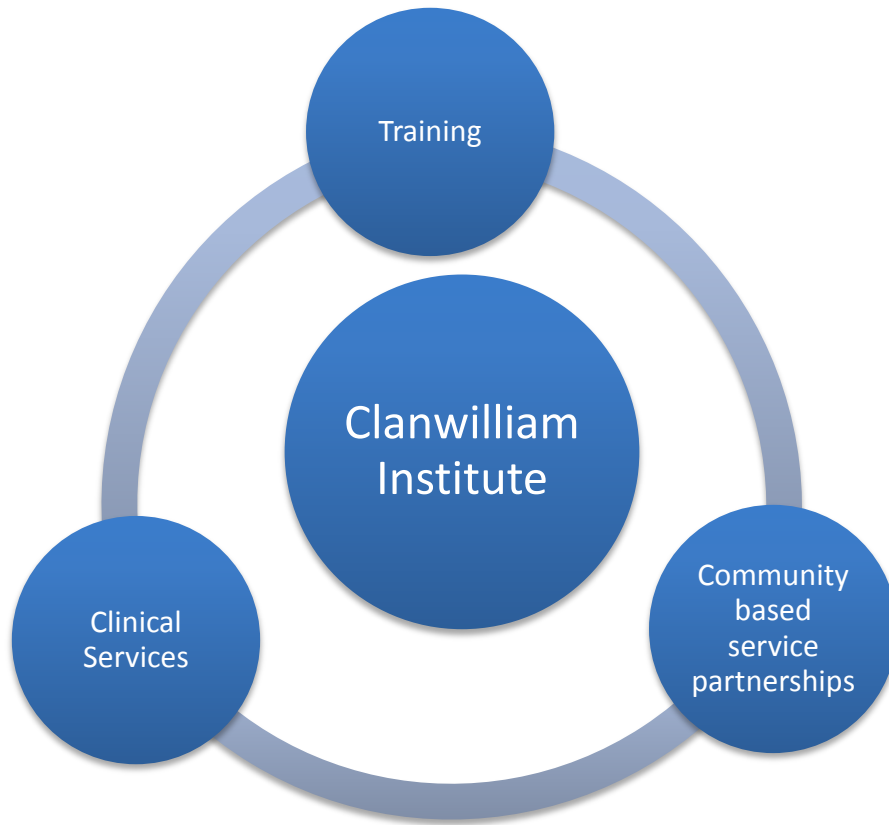 Training
Clanwilliam
Institute
Clinical
Services
Community
based
service
partnerships